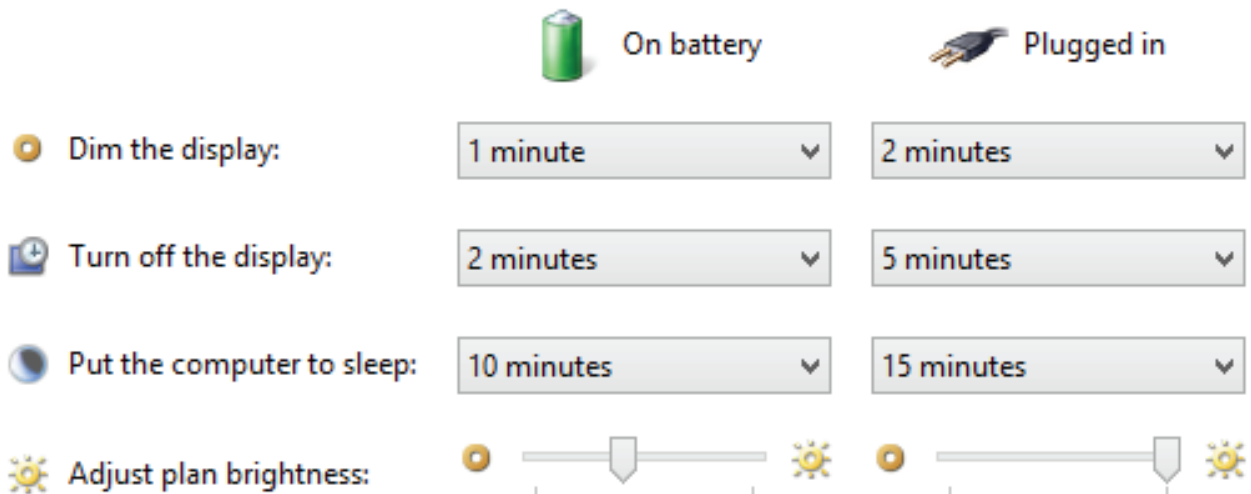 On battery Plugged in
Dim the display: 1 minute 2 minutes
Turn off the display: 2 minutes 5 minutes
Put the computer to sleep: 10 minutes 15 minutes
Adjust plan brightness: